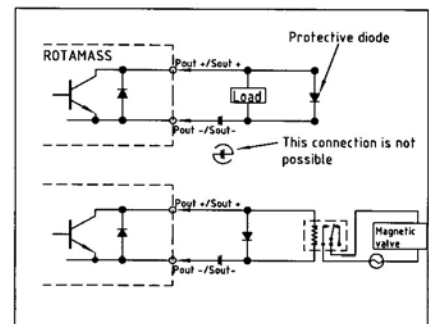 Protective diode
ROTAMASS
Pout +/Sout +
Load
Pout -/Sout-
This connection is not
possible
Pout +/Sout +
Magnetic
valve
Pout -/Sout-